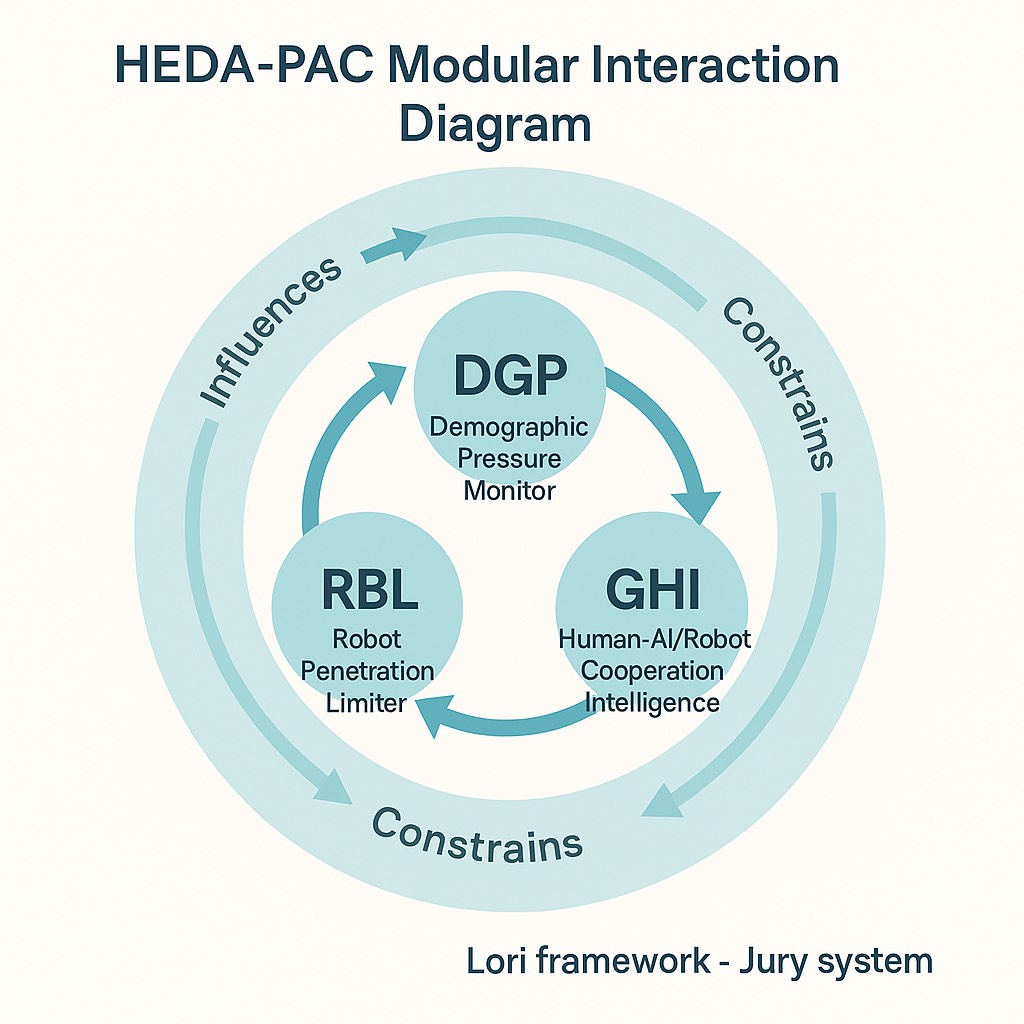 HEDA-PAC Modular Interaction
Diagram
Influences
Constrains
DGP
Demographic
Pressure
Monitor
RBL
Robot
Penetration
Limiter
GHI
Human-AI/Robot
Cooperation
Intelligence
Constrains
Lori framework - Jury system